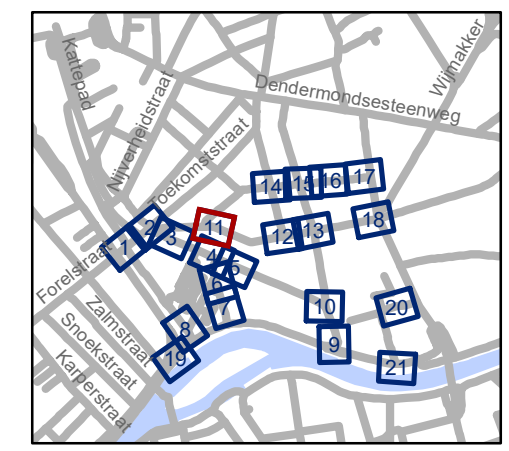 Kattepad
Wijmakker
Nijverheidstraat
Dendermondsesteenweg
Toekomststraat
14
15
16
17
11
2
3
1
12
13
18
4
5
6
Forelstraat
7
10
20
Zalmstraat
8
9
Snoekstraat
19
21
Karperstraat